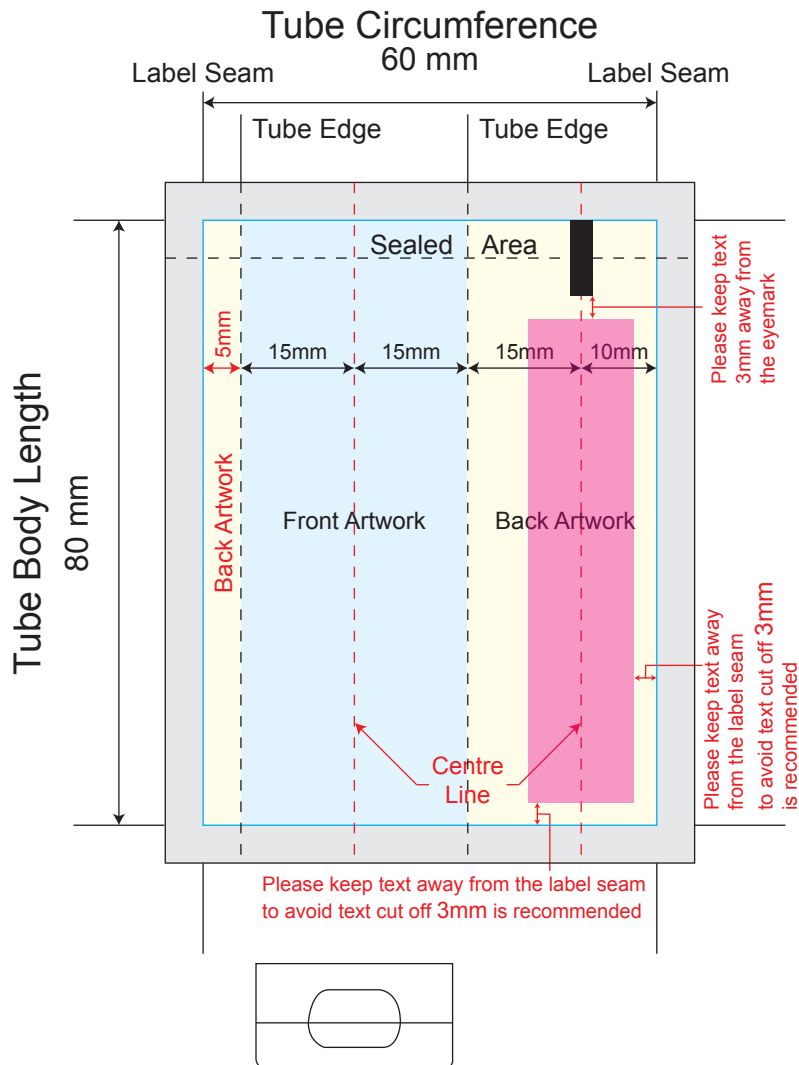 Tube Circumference
60 mm
Label Seam
Label Seam
Tube Edge
Tube Edge
Sealed Area
Please keep text
3mm away from
the eyemark
5mm
15mm
15mm
15mm
10mm
Tube Body Length
80 mm
Back Artwork
Front Artwork
Back Artwork
Please keep text away
from the label seam
to avoid text cut off 3mm
is recommended
Centre
Line
Please keep text away from the label seam
to avoid text cut off 3mm is recommended